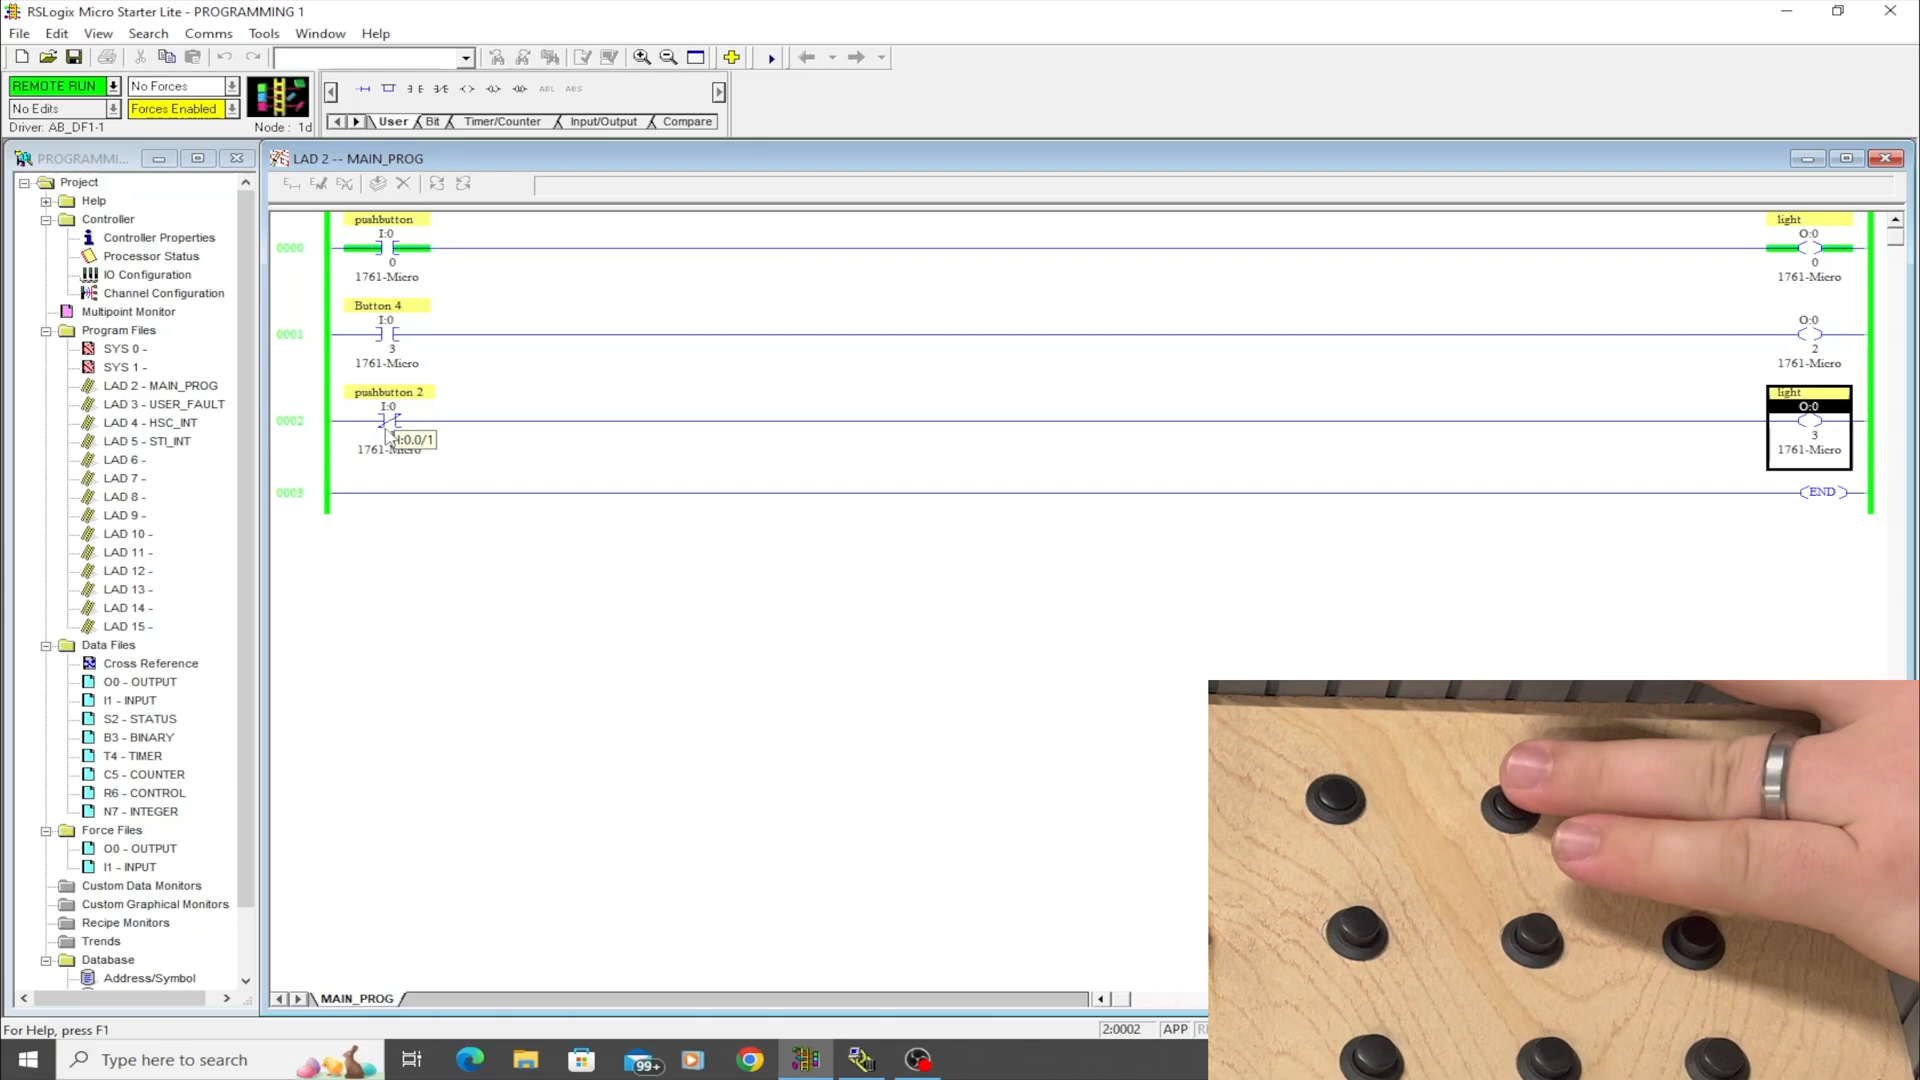 RSLogix Micro Starter Lite - PROGRAMMING 1
File Edit View Search Comms Tools Window Help
REMOTE RUN No Forces
No Edits Forces Enabled
Driver: AB_DF1-1 Node : 1d
ABL ABS
User Bit Timer/Counter Input/Output Compare
PROGRAMMI...
Project
Help
Controller
Controller Properties
Processor Status
IO Configuration
Channel Configuration
Multipoint Monitor
Program Files
SYS 0 -
SYS 1 -
LAD 2 - MAIN_PROG
LAD 3 - USER_FAULT
LAD 4 - HSC_INT
LAD 5 - STI_INT
LAD 6 -
LAD 7 -
LAD 8 -
LAD 9 -
LAD 10 -
LAD 11 -
LAD 12 -
LAD 13 -
LAD 14 -
LAD 15 -
Data Files
Cross Reference
O0 - OUTPUT
I1 - INPUT
S2 - STATUS
B3 - BINARY
T4 - TIMER
C5 - COUNTER
R6 - CONTROL
N7 - INTEGER
Force Files
O0 - OUTPUT
I1 - INPUT
Custom Data Monitors
Custom Graphical Monitors
Recipe Monitors
Trends
Database
Address/Symbol
LAD 2 -- MAIN_PROG
pushbutton light
I:0 O:0
0000
0 0
1761-Micro 1761-Micro
Button 4
I:0 O:0
0001
3 2
1761-Micro 1761-Micro
pushbutton 2 light
I:0 O:0
0002
I:0.0/1 3
1761-Micro 1761-Micro
0003 END
MAIN_PROG
For Help, press F1 2:0002 APP
Type here to search 99+